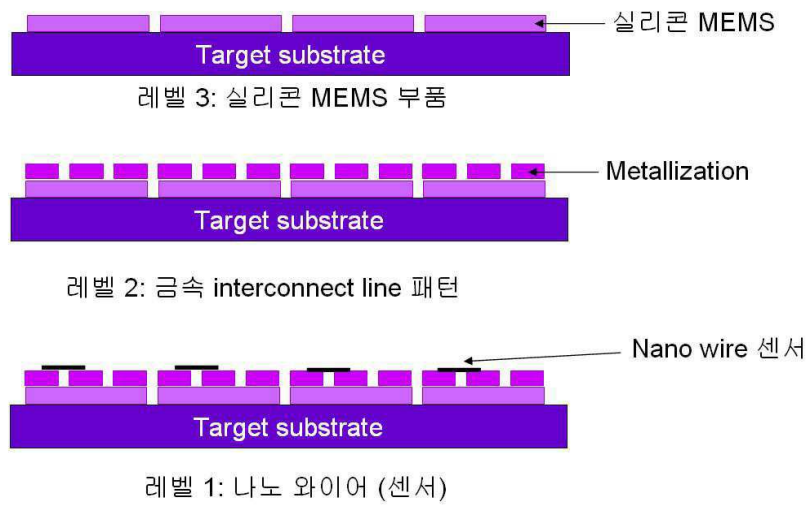 실리콘 MEMS
Target substrate
레벨 3: 실리콘 MEMS 부품
Metallization
Target substrate
레벨 2: 금속 interconnect line 패턴
Nano wire 센서
Target substrate
레벨 1: 나노 와이어 (센서)